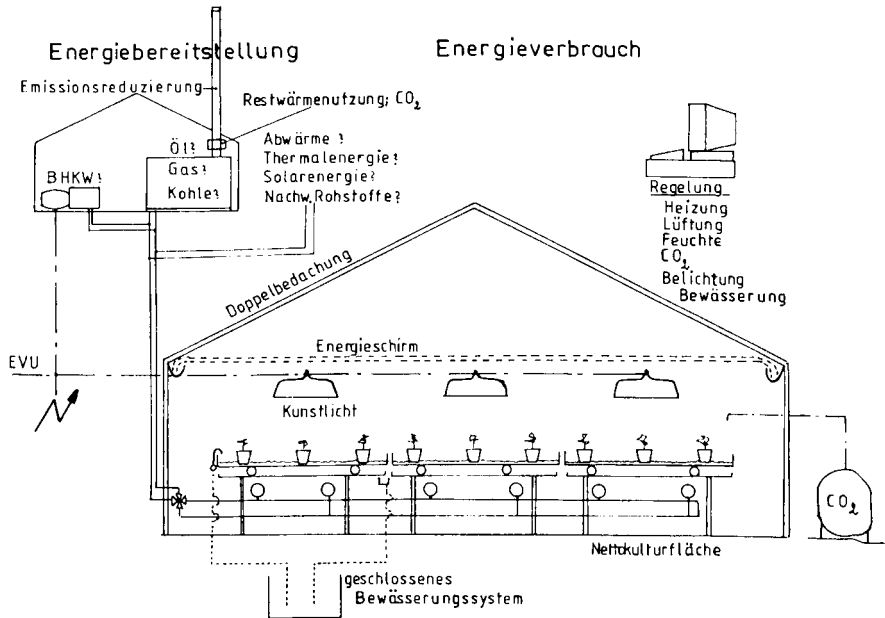 Energiebereitstellung
Energieverbrauch
Emissionsreduzierung
Restwärmenutzung; CO₂
Öl?
Gas?
Kohle?
BHKW?
Abwärme?
Thermalenergie?
Solarenergie?
Nachw. Rohstoffe?
Regelung
Heizung
Lüftung
Feuchte
CO₂
Belichtung
Bewässerung
Doppelbedachung
Energieschirm
EVU
Kunstlicht
CO₂
Nettokulturfläche
geschlossenes
Bewässerungssystem